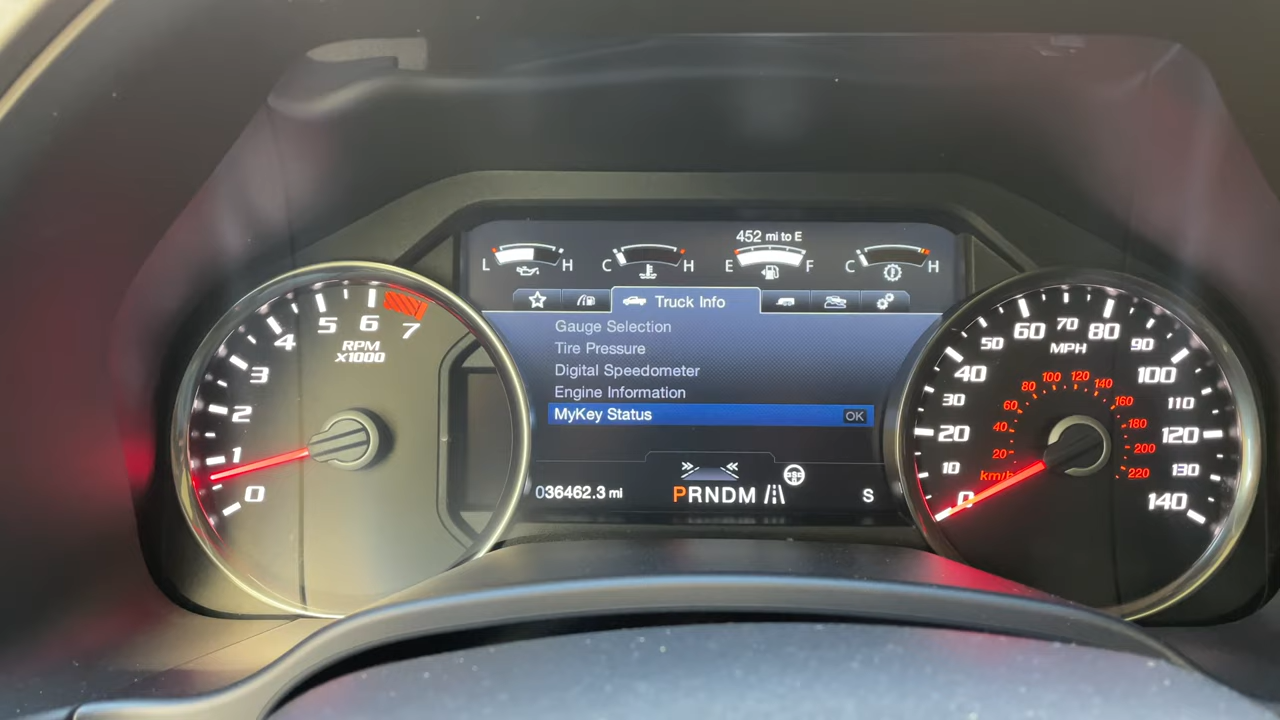 452 mi to E
L H C H E F C H
Truck Info
Gauge Selection
Tire Pressure
Digital Speedometer
Engine Information
MyKey Status OK
036462.3 mi
PRNDM
S
0
1
2
3
4
5
6
7
RPM
X1000
0
10
20
30
40
50
60
70
80
90
100
110
120
130
140
MPH
20
40
60
80
100
120
140
160
180
200
220
km/h